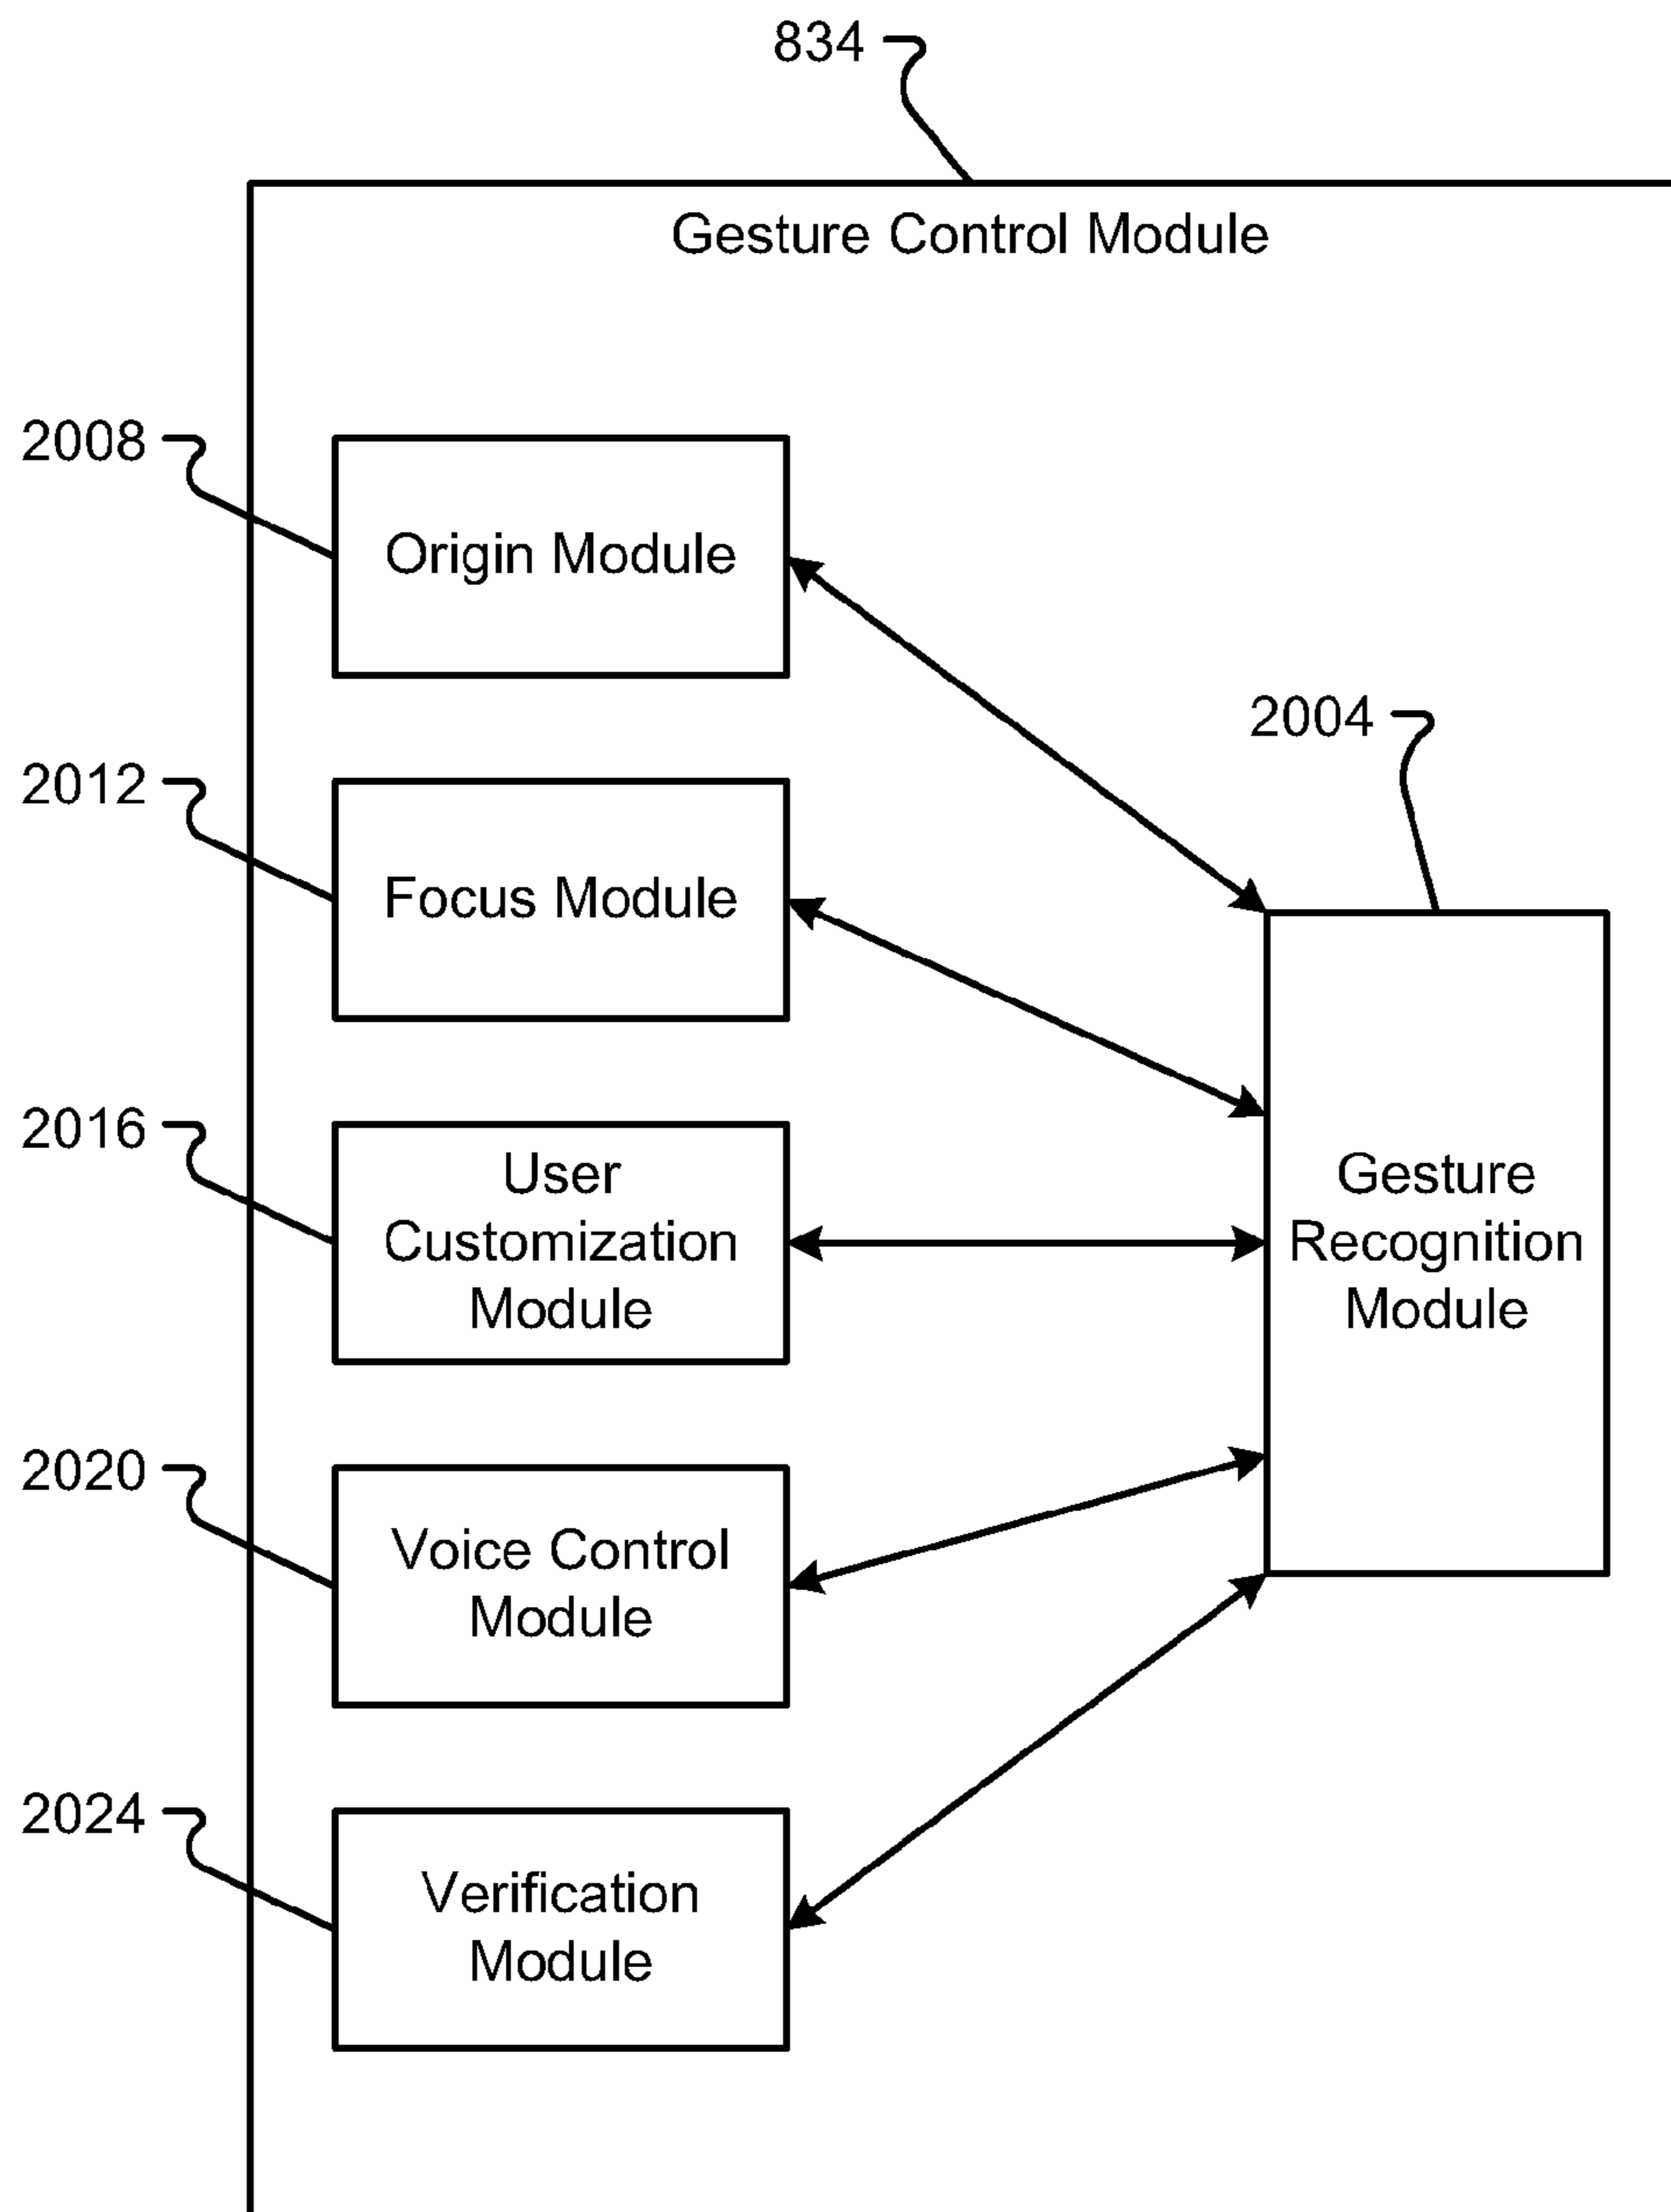 834
Gesture Control Module
2008
Origin Module
2004
2012
Focus Module
2016
User
Customization
Module
Gesture
Recognition
Module
2020
Voice Control
Module
2024
Verification
Module